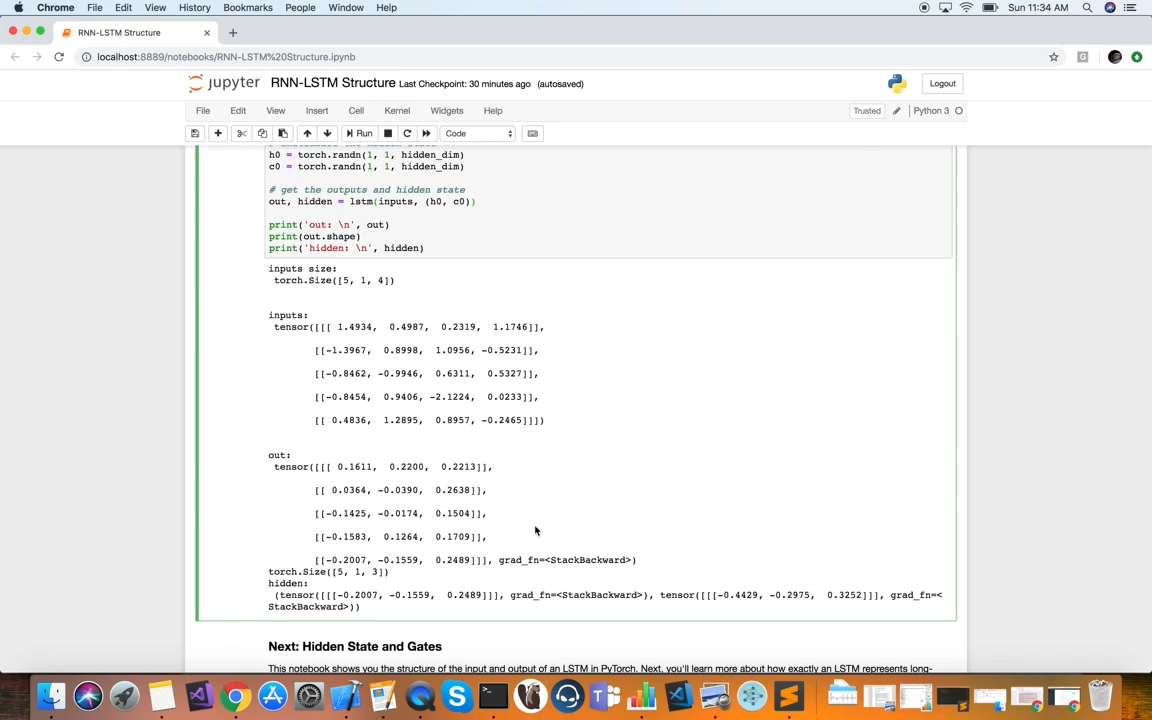 Chrome File Edit View History Bookmarks People Window Help Sun 11:34 AM
RNN-LSTM Structure
localhost:8889/notebooks/RNN-LSTM%20Structure.ipynb
jupyter RNN-LSTM Structure Last Checkpoint: 30 minutes ago (autosaved) Logout
File Edit View Insert Cell Kernel Widgets Help Trusted Python 3
Run Code
h0 = torch.randn(1, 1, hidden_dim)
c0 = torch.randn(1, 1, hidden_dim)
# get the outputs and hidden state
out, hidden = lstm(inputs, (h0, c0))
print('out: \n', out)
print(out.shape)
print('hidden: \n', hidden)
inputs size:
torch.Size([5, 1, 4])
inputs:
tensor([[[ 1.4934, 0.4987, 0.2319, 1.1746]],
[[-1.3967, 0.8998, 1.0956, -0.5231]],
[[-0.8462, -0.9946, 0.6311, 0.5327]],
[[-0.8454, 0.9406, -2.1224, 0.0233]],
[[ 0.4836, 1.2895, 0.8957, -0.2465]]])
out:
tensor([[[ 0.1611, 0.2200, 0.2213]],
[[ 0.0364, -0.0390, 0.2638]],
[[-0.1425, -0.0174, 0.1504]],
[[-0.1583, 0.1264, 0.1709]],
[[-0.2007, -0.1559, 0.2489]]], grad_fn=<StackBackward>)
torch.Size([5, 1, 3])
hidden:
(tensor([[[-0.2007, -0.1559, 0.2489]]], grad_fn=<StackBackward>), tensor([[[-0.4429, -0.2975, 0.3252]]], grad_fn=<
StackBackward>))
Next: Hidden State and Gates
This notebook shows you the structure of the input and output of an LSTM in PyTorch. Next, you'll learn more about how exactly an LSTM represents long-